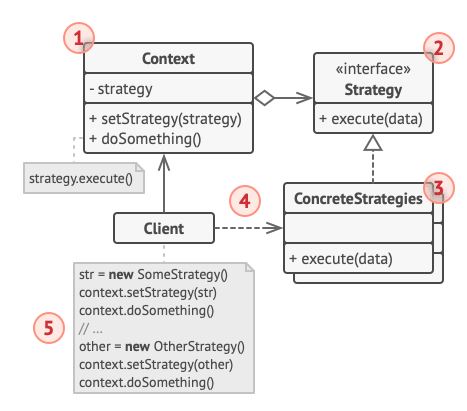 1
Context
- strategy
+ setStrategy(strategy)
+ doSomething()
2
«interface»
Strategy
+ execute(data)
strategy.execute()
3
ConcreteStrategies
+ execute(data)
4
Client
5
str = new SomeStrategy()
context.setStrategy(str)
context.doSomething()
// ...
other = new OtherStrategy()
context.setStrategy(other)
context.doSomething()